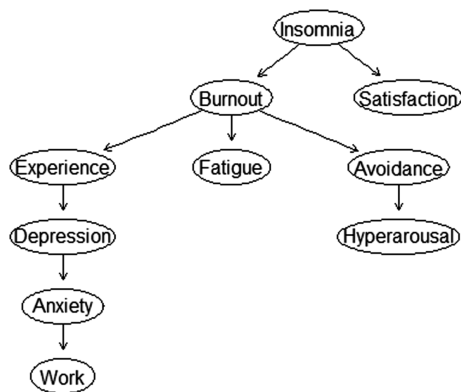 Insomnia
Burnout
Satisfaction
Experience
Fatigue
Avoidance
Depression
Hyperarousal
Anxiety
Work